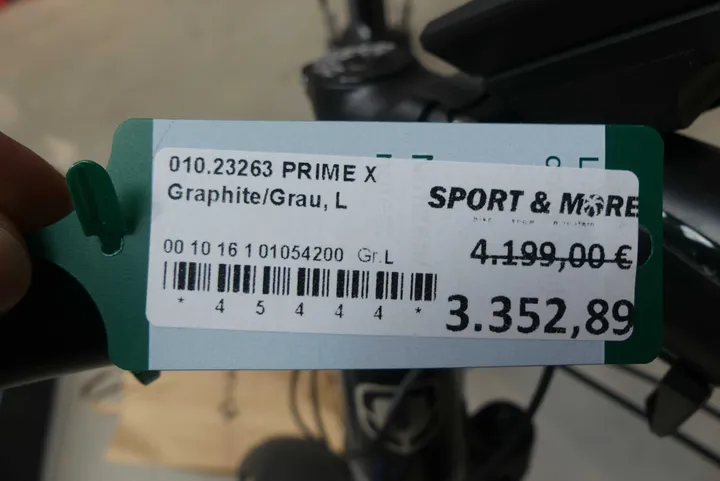 010.23263 PRIME X
Graphite/Grau, L
SPORT & MORE
00 10 16 1 01054200 Gr.L
4.199,00 €
* 4 5 4 4 4 *
3.352,89